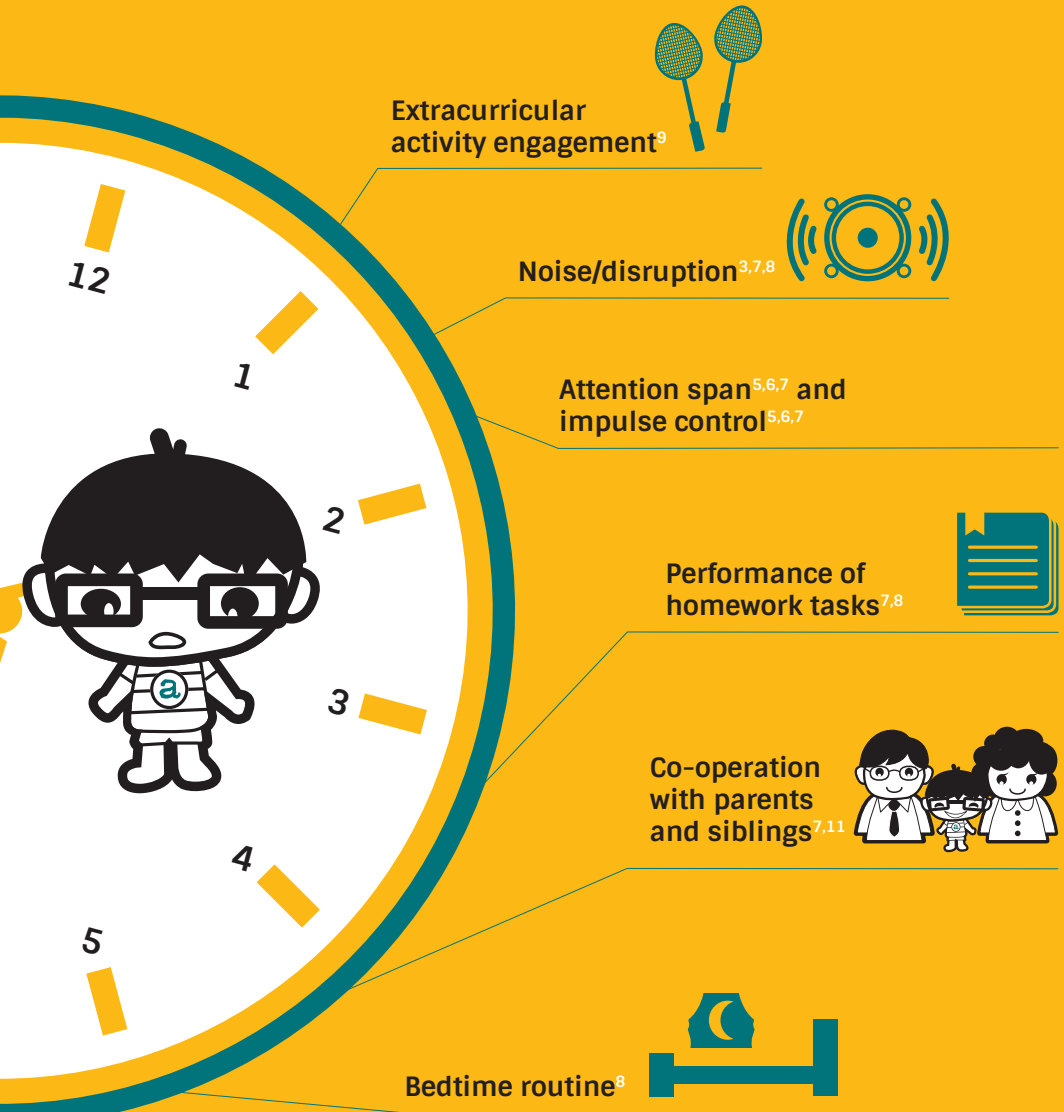 Extracurricular
activity engagement⁹
Noise/disruption³,⁷,⁸
Attention span⁵,⁶,⁷ and
impulse control⁵,⁶,⁷
Performance of
homework tasks⁷,⁸
Co-operation
with parents
and siblings⁷,¹¹
Bedtime routine⁸
12
1
2
3
4
5
a
a